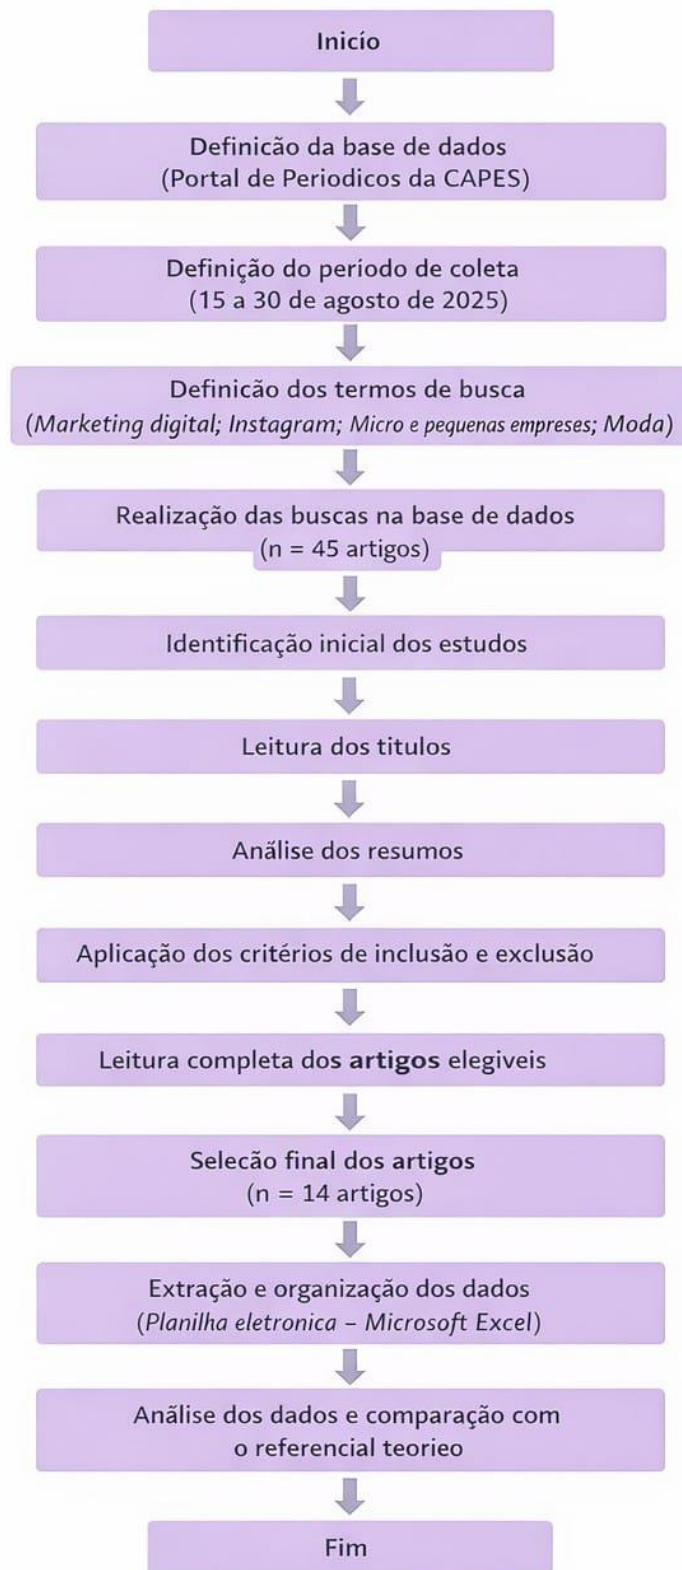 Inicío
Definicão da base de dados
(Portal de Periodicos da CAPES)
Definição do período de coleta
(15 a 30 de agosto de 2025)
Definicão dos termos de busca
(Marketing digital; Instagram; Micro e pequenas empreses; Moda)
Realização das buscas na base de dados
(n = 45 artigos)
Identificação inicial dos estudos
Leitura dos titulos
Análise dos resumos
Aplicação dos critérios de inclusão e exclusão
Leitura completa dos artigos elegiveis
Selecão final dos artigos
(n = 14 artigos)
Extração e organização dos dados
(Planilha eletronica – Microsoft Excel)
Análise dos dados e comparação com
o referencial teorieo
Fim